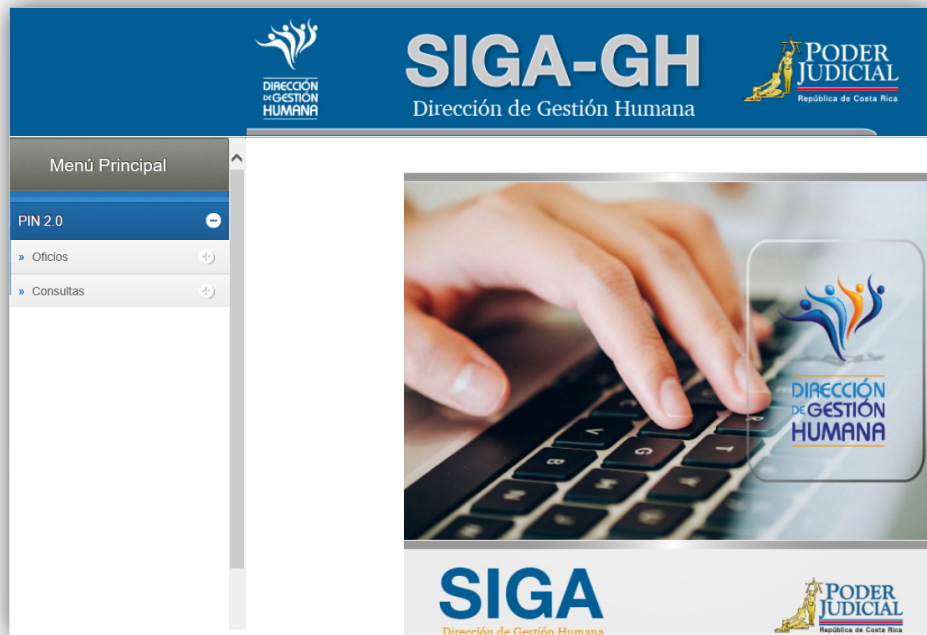 DIRECCIÓN
DE GESTIÓN
HUMANA
SIGA-GH
Dirección de Gestión Humana
PODER
JUDICIAL
República de Costa Rica
Menú Principal
PIN 2.0
» Oficios
» Consultas
V
G
T
R
B
M
DIRECCIÓN
DE GESTIÓN
HUMANA
SIGA
Dirección de Gestión Humana
PODER
JUDICIAL
República de Costa Rica